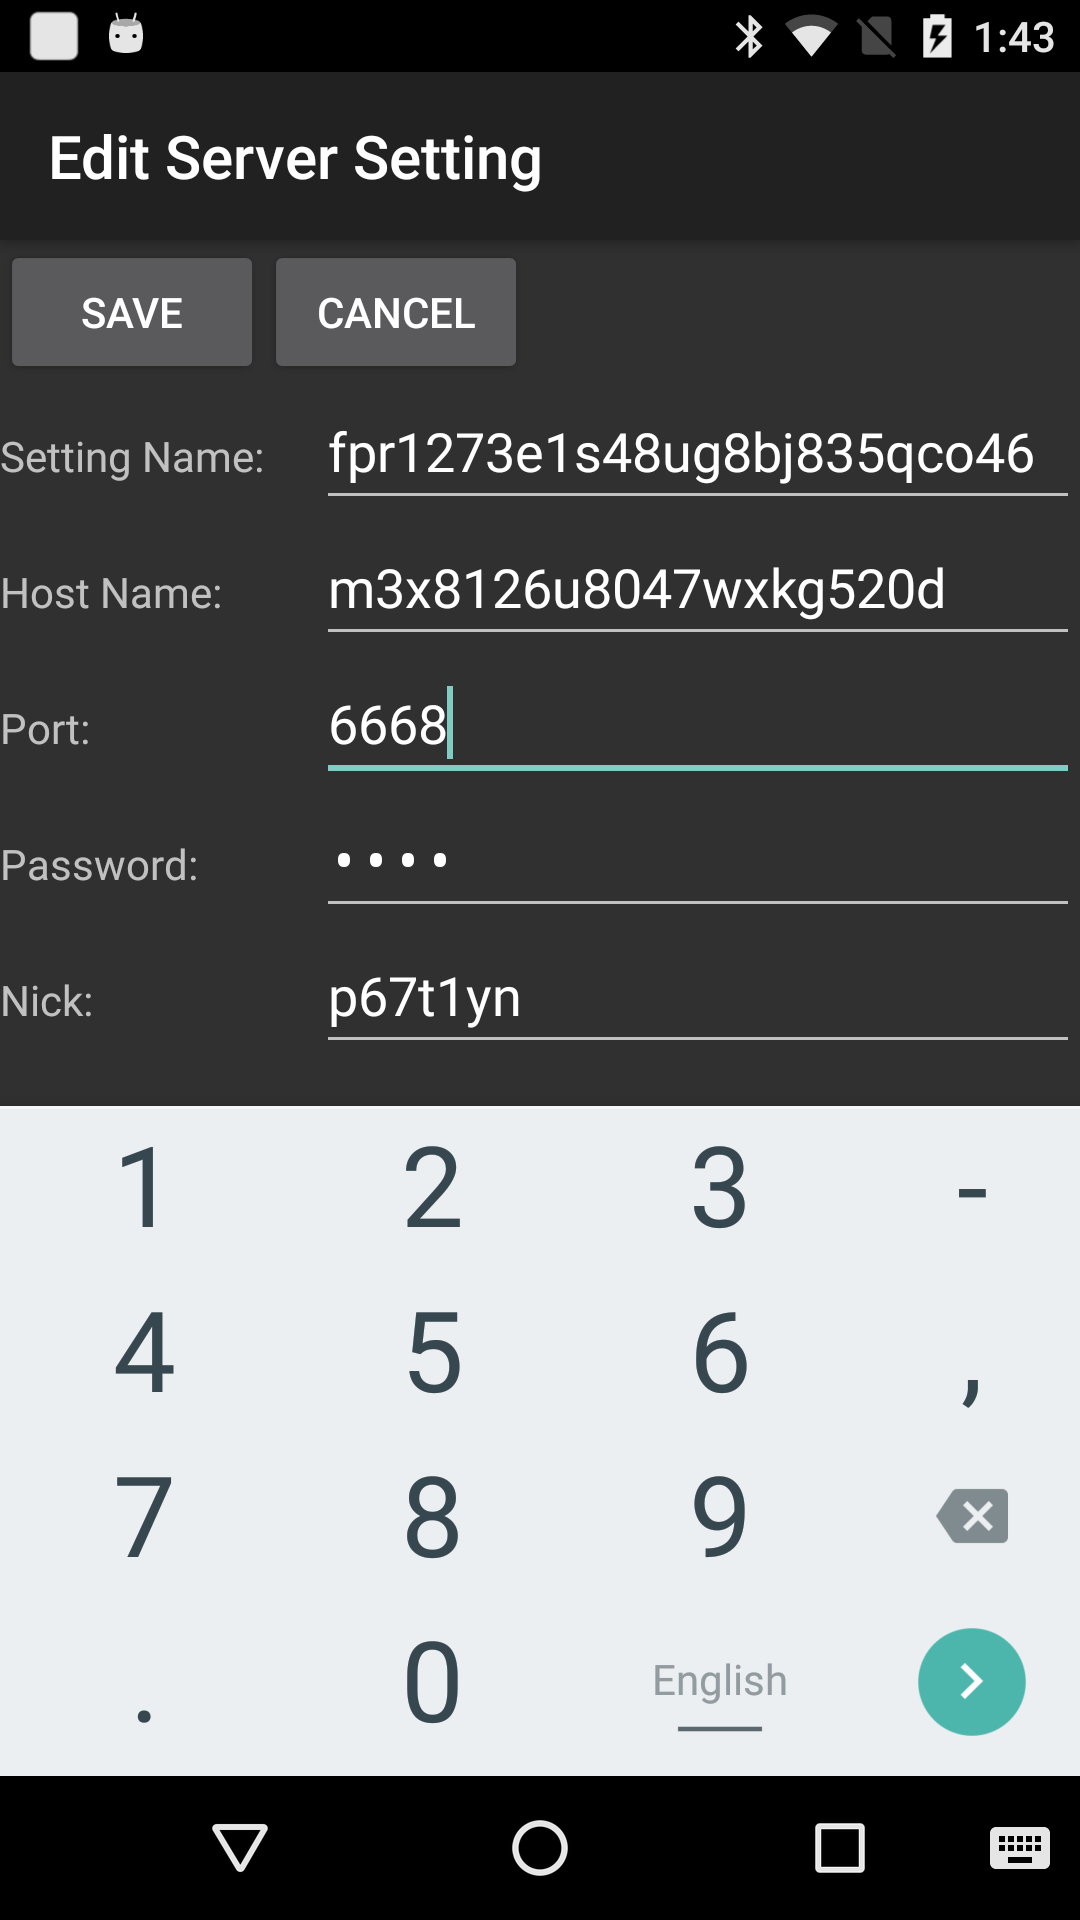 1:43
Edit Server Setting
SAVE CANCEL
Setting Name: fpr1273e1s48ug8bj835qco46
Host Name: m3x8126u8047wxkg520d
Port: 6668
Password: ••••
Nick: p67t1yn
1 2 3 -
4 5 6 ,
7 8 9
. 0 English